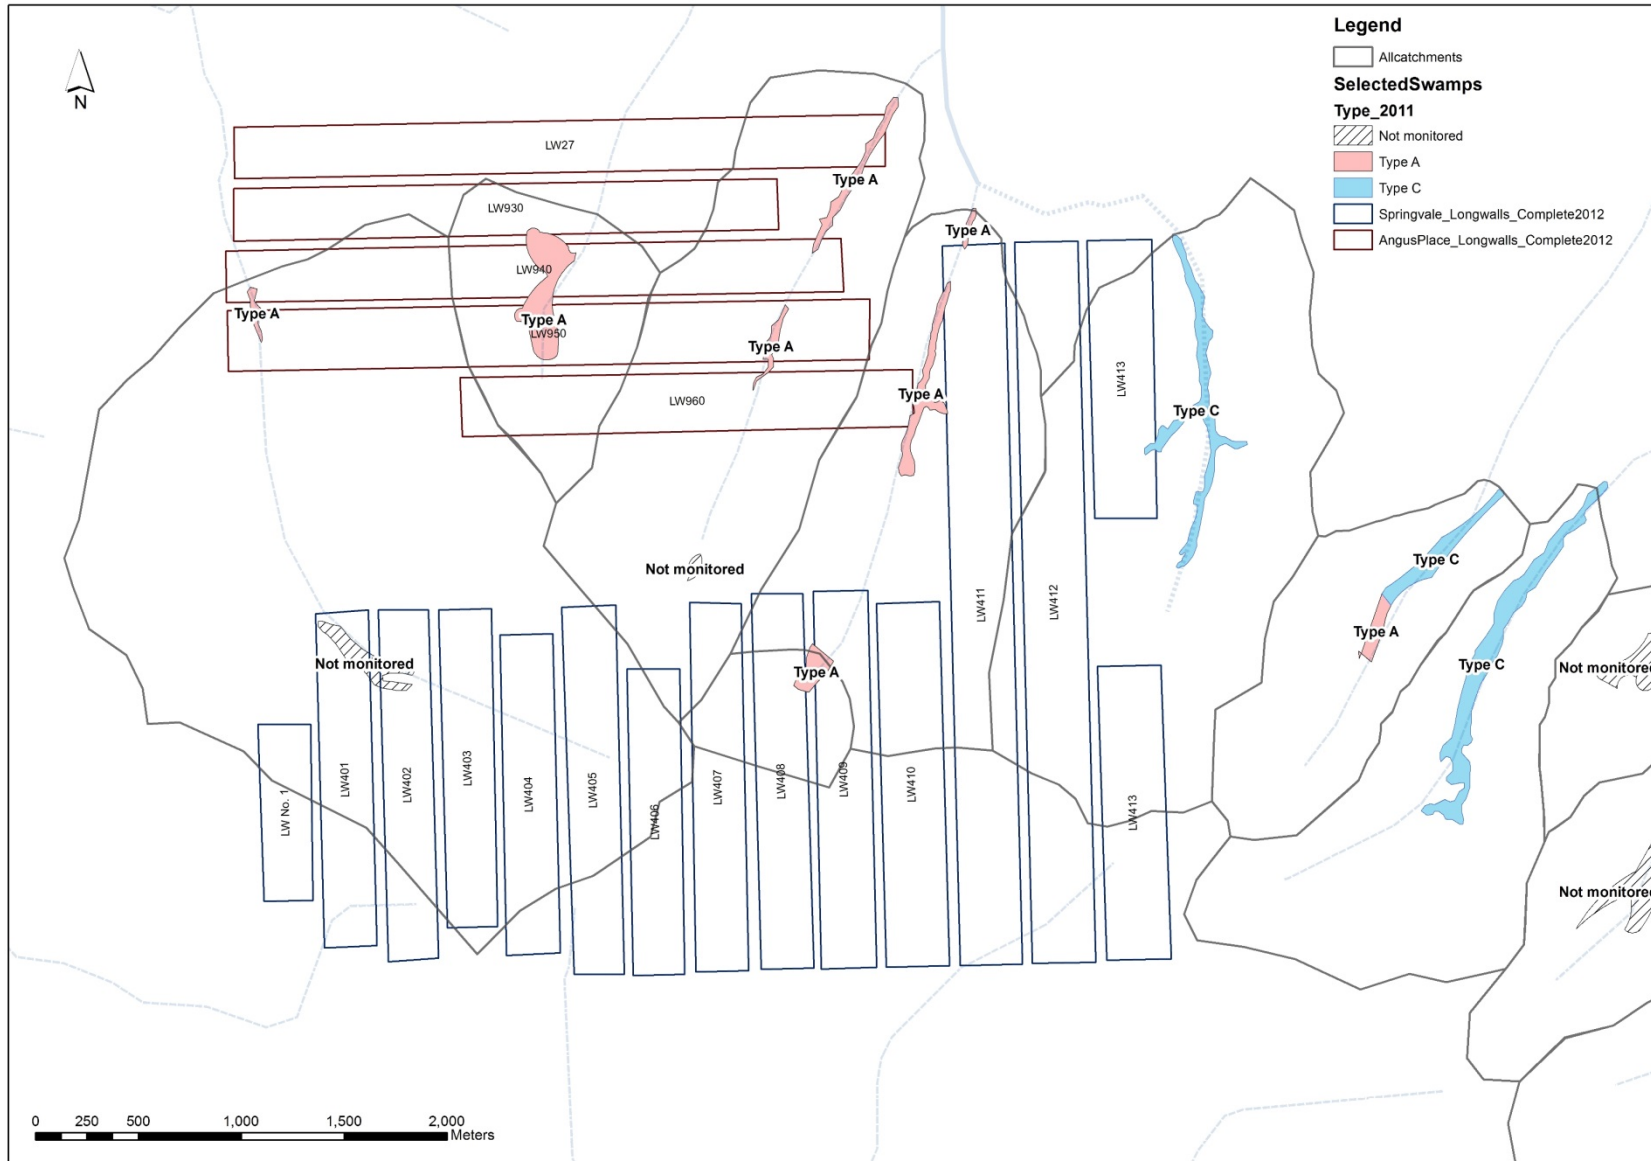 Legend
Allcatchments
SelectedSwamps
Type_2011
Not monitored
Type A
Type C
Springvale_Longwalls_Complete2012
AngusPlace_Longwalls_Complete2012
N
LW27
Type A
LW930
Type A
LW940
Type A
Type A
LW950
Type A
LW960
Type A
LW413
Type C
Not monitored
Type C
LW411
LW412
Type A
Not monitored
Type A
Type C
Not monitored
LW No. 1
LW401
LW402
LW403
LW404
LW405
LW406
LW407
LW408
LW409
LW410
LW413
Not monitored
0 250 500 1,000 1,500 2,000
Meters